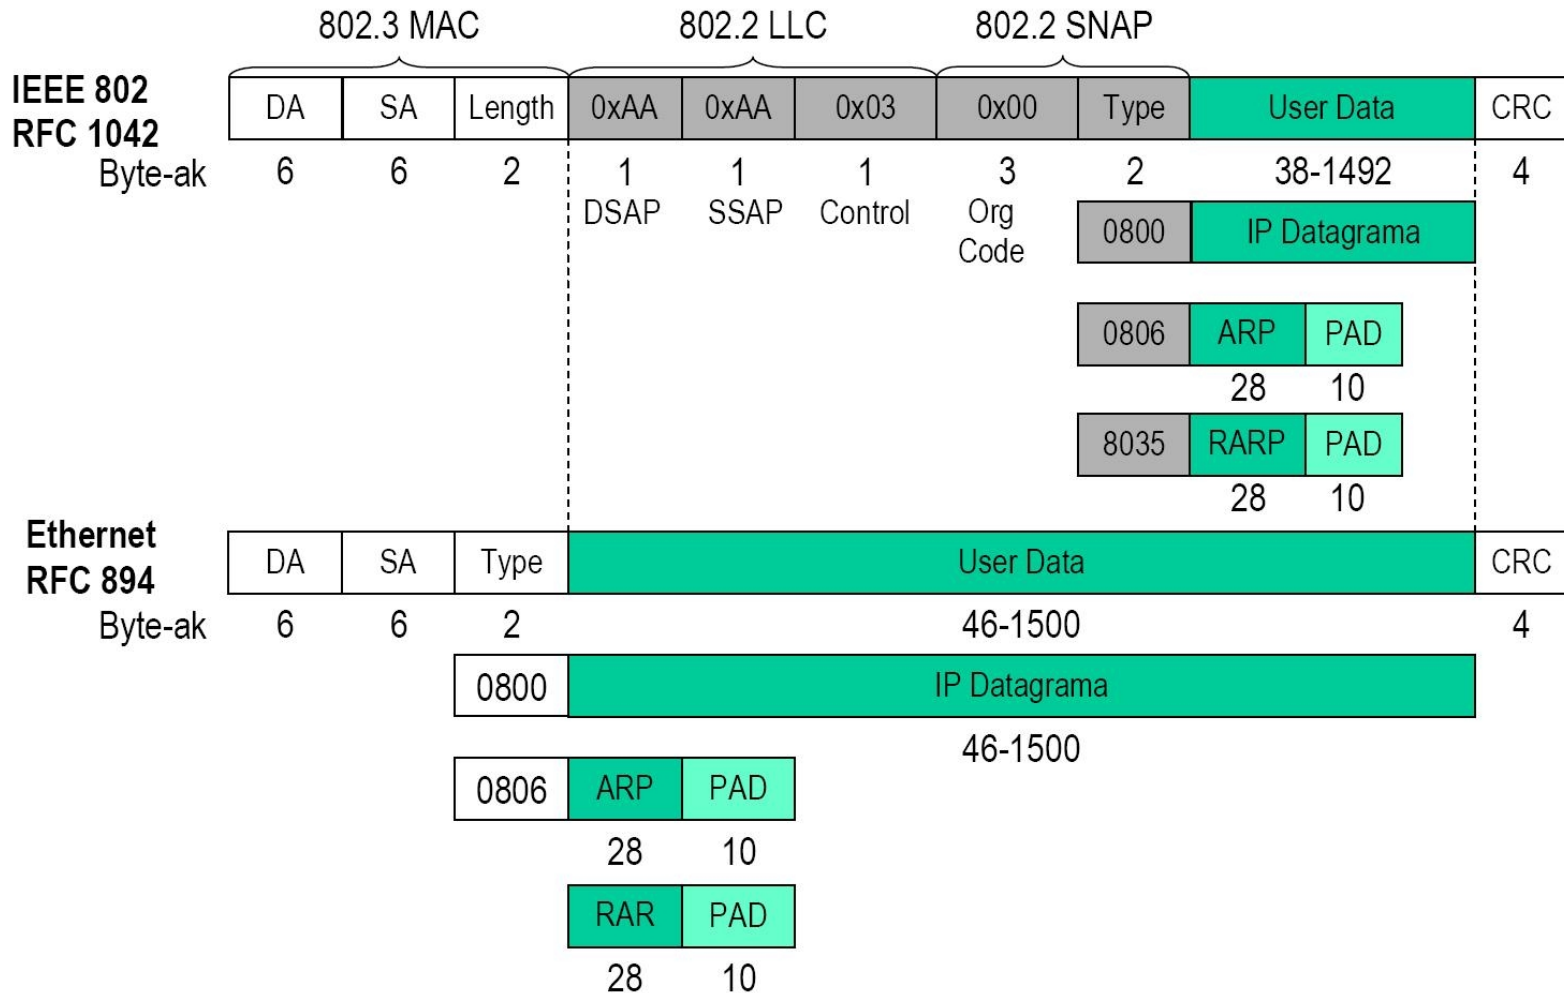 802.3 MAC 802.2 LLC 802.2 SNAP
IEEE 802
RFC 1042
DA SA Length 0xAA 0xAA 0x03 0x00 Type User Data CRC
Byte-ak 6 6 2 1 1 1 3 2 38-1492 4
DSAP SSAP Control Org
Code
0800 IP Datagrama
0806 ARP PAD
28 10
8035 RARP PAD
28 10
Ethernet
RFC 894
DA SA Type User Data CRC
Byte-ak 6 6 2 46-1500 4
0800 IP Datagrama
46-1500
0806 ARP PAD
28 10
RAR PAD
28 10